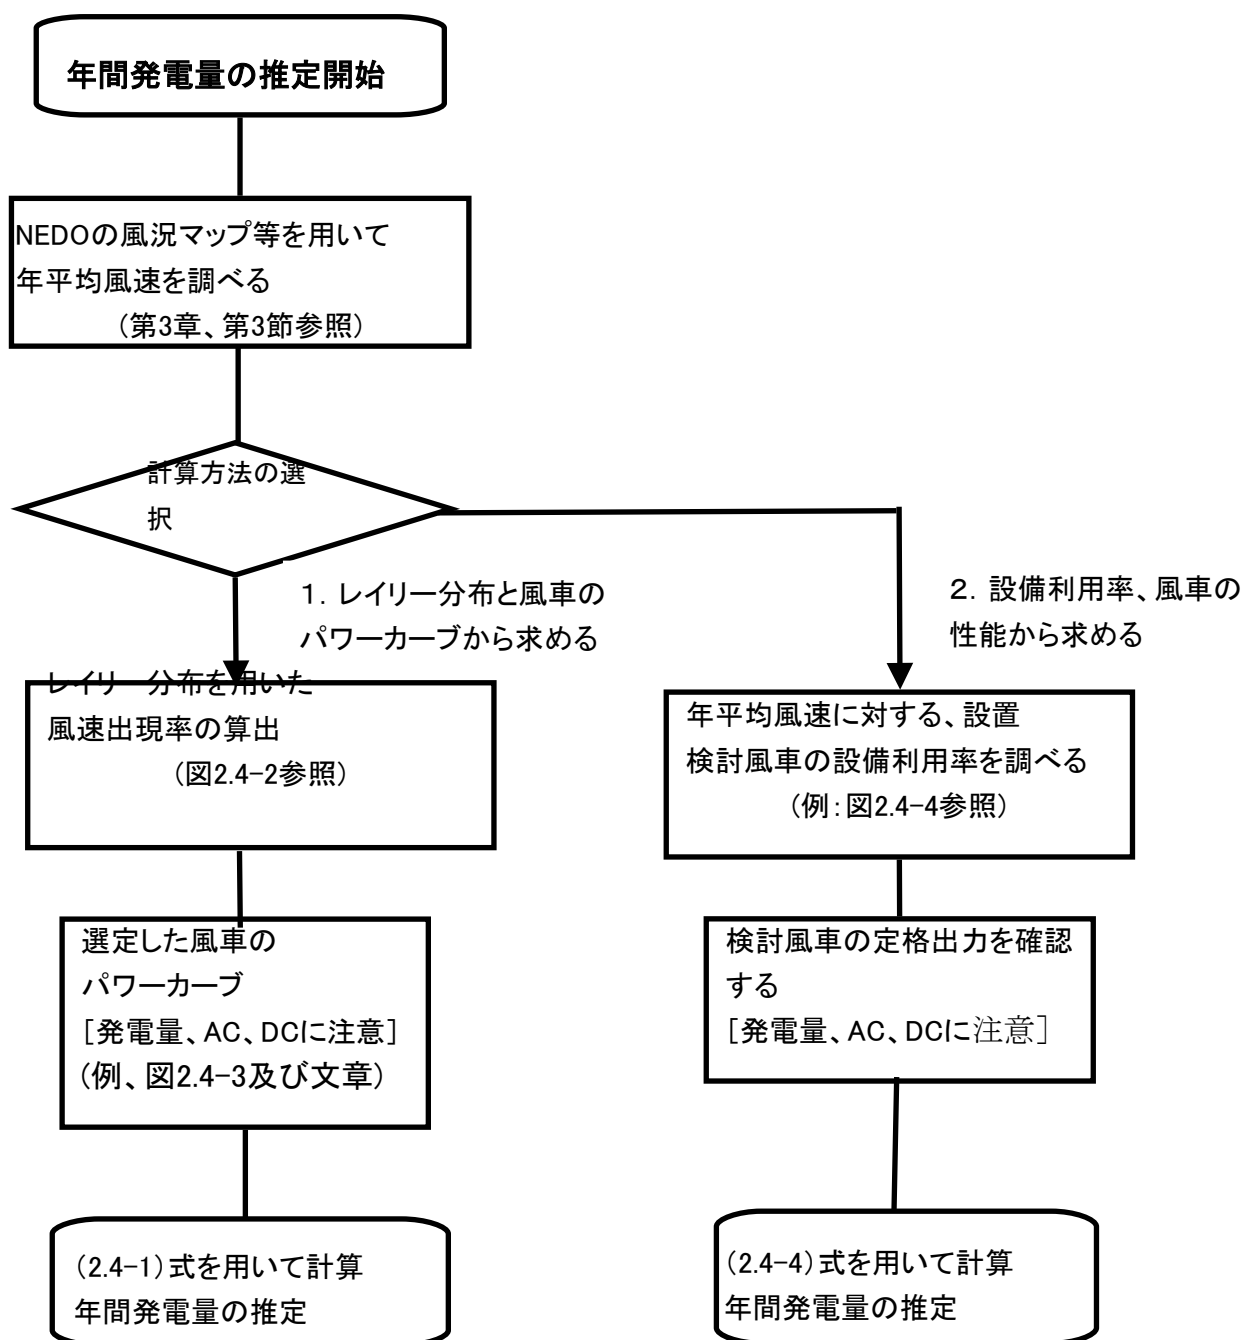 年間発電量の推定開始
NEDOの風況マップ等を用いて
年平均風速を調べる
（第3章、第3節参照）
計算方法の選
択
１．レイリー分布と風車の
パワーカーブから求める
２．設備利用率、風車の
性能から求める
レイリー分布を用いた
風速出現率の算出
（図2.4-2参照）
年平均風速に対する、設置
検討風車の設備利用率を調べる
（例：図2.4-4参照）
選定した風車の
パワーカーブ
［発電量、AC、DCに注意］
（例、図2.4-3及び文章）
検討風車の定格出力を確認
する
［発電量、AC、DCに注意］
（2.4-1）式を用いて計算
年間発電量の推定
（2.4-4）式を用いて計算
年間発電量の推定